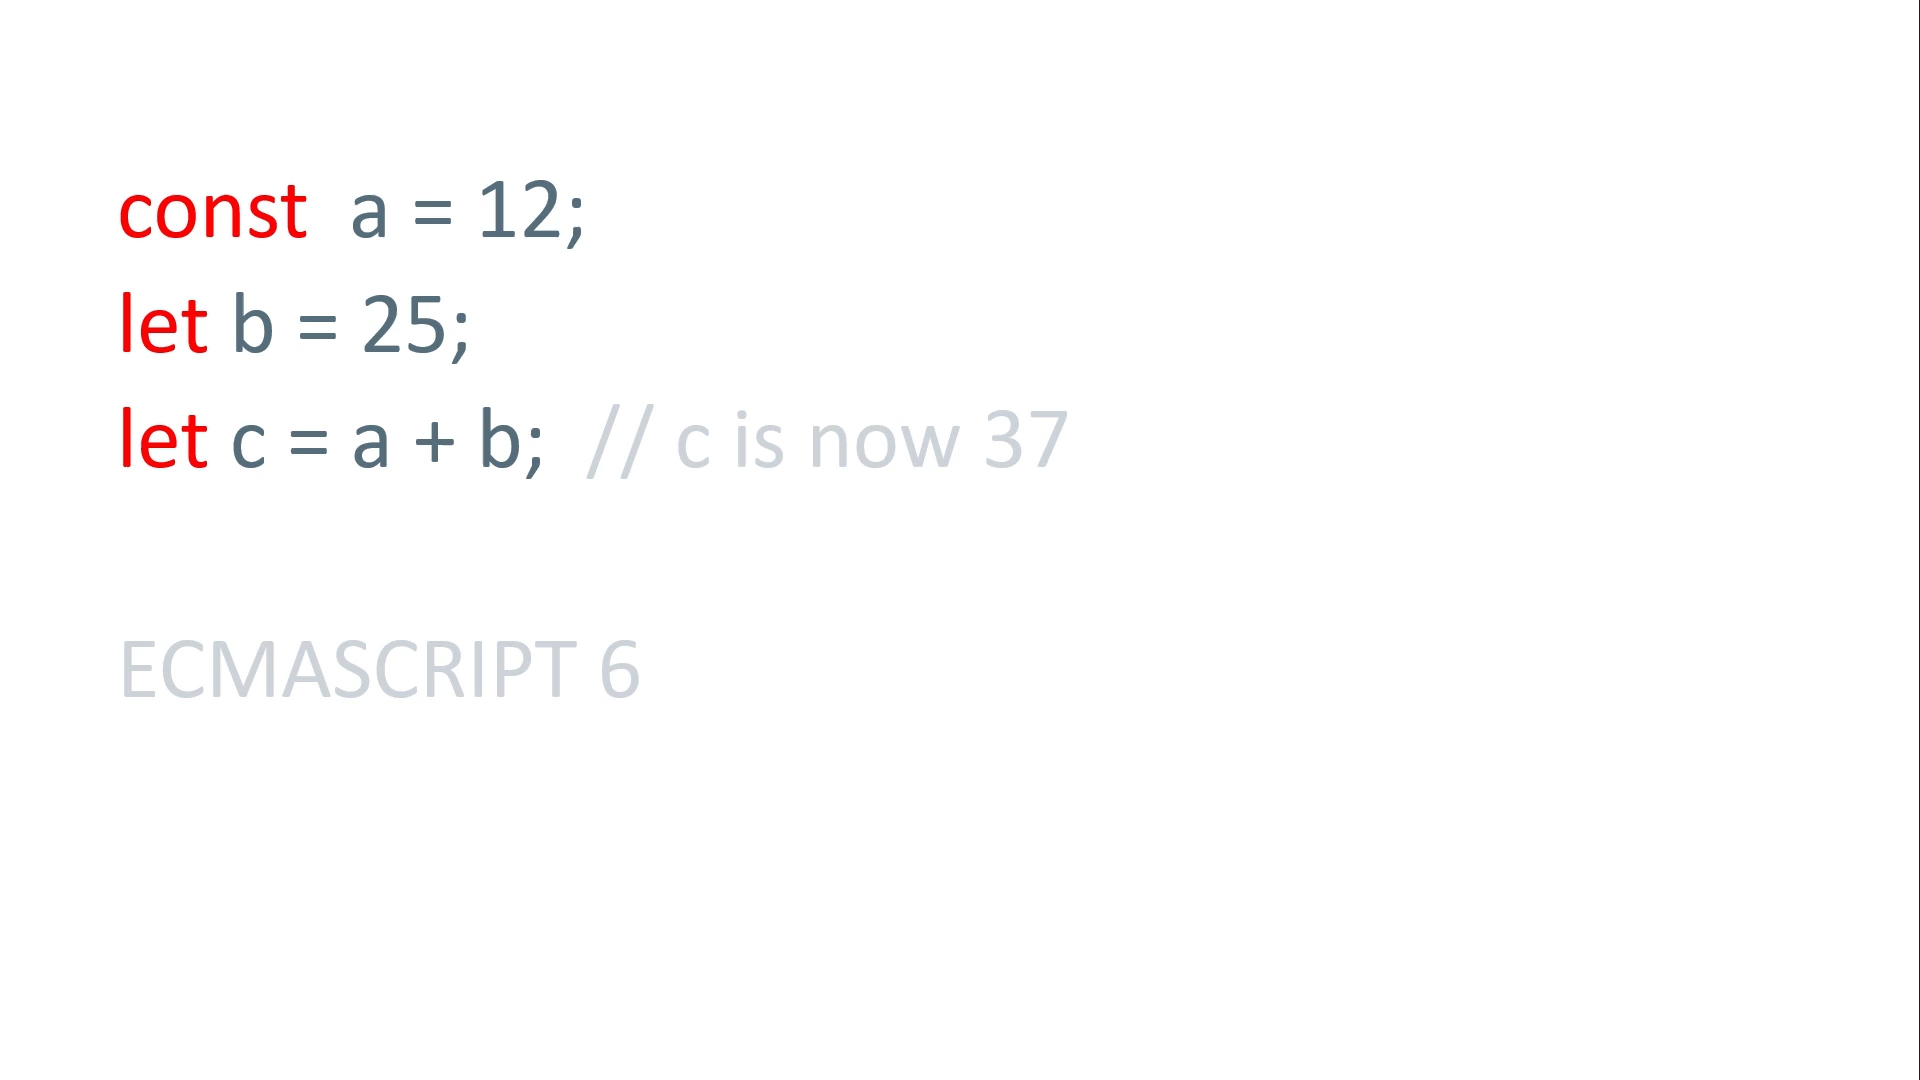 const  a = 12;
let b = 25;
let c = a + b;  // c is now 37
ECMASCRIPT 6